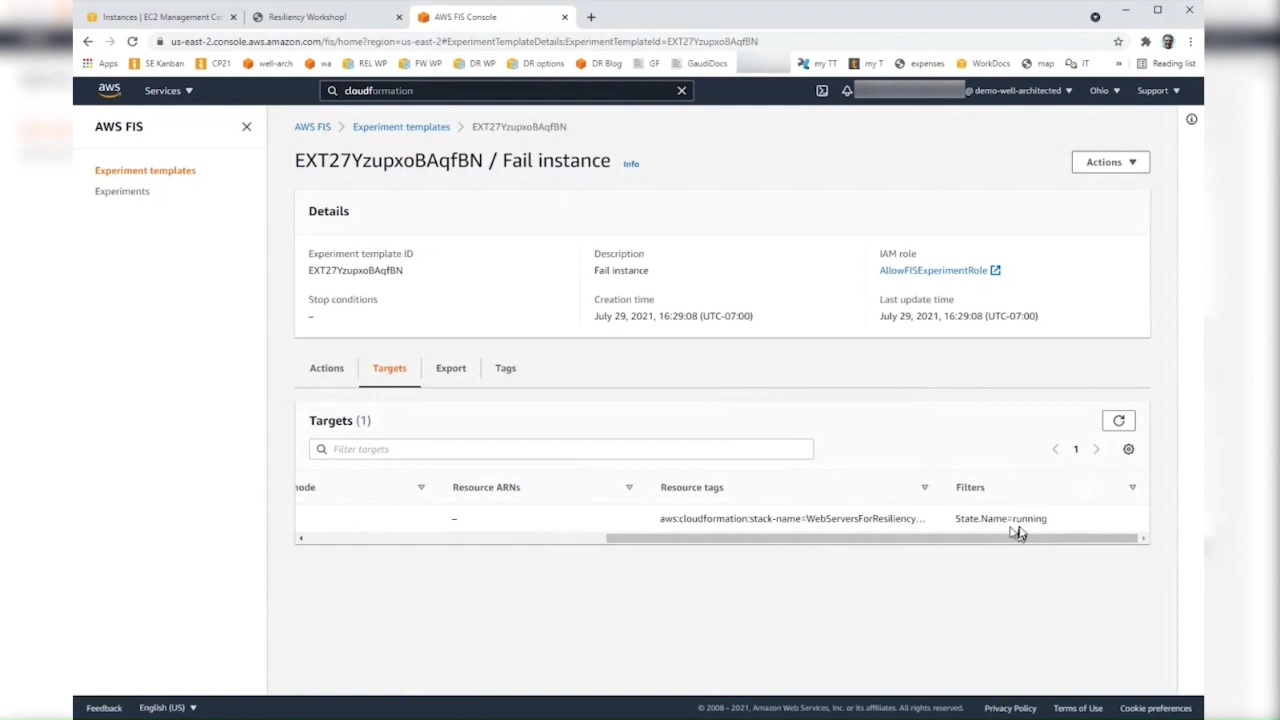 Instances | EC2 Management Co
Resiliency Workshop!
AWS FIS Console
us-east-2.console.aws.amazon.com/fis/home?region=us-east-2#ExperimentTemplateDetails:ExperimentTemplateId=EXT27YzupxoBAqfBN
Apps SE Kanban CP21 well-arch wa REL WP FW WP DR WP DR options DR Blog GF GaudiDocs my TT my T expenses WorkDocs map IT » Reading list
aws Services ▼ cloudformation @ demo-well-architected ▼ Ohio ▼ Support ▼
AWS FIS
Experiment templates
Experiments
AWS FIS > Experiment templates > EXT27YzupxoBAqfBN
EXT27YzupxoBAqfBN / Fail instance Info
Actions ▼
Details
Experiment template ID
EXT27YzupxoBAqfBN
Description
Fail instance
IAM role
AllowFISExperimentRole
Stop conditions
–
Creation time
July 29, 2021, 16:29:08 (UTC-07:00)
Last update time
July 29, 2021, 16:29:08 (UTC-07:00)
Actions Targets Export Tags
Targets (1)
Filter targets
1
node Resource ARNs Resource tags Filters
– aws:cloudformation:stack-name=WebServersForResiliency... State.Name=running
Feedback English (US) ▼ © 2008 - 2021, Amazon Web Services, Inc. or its affiliates. All rights reserved. Privacy Policy Terms of Use Cookie preferences